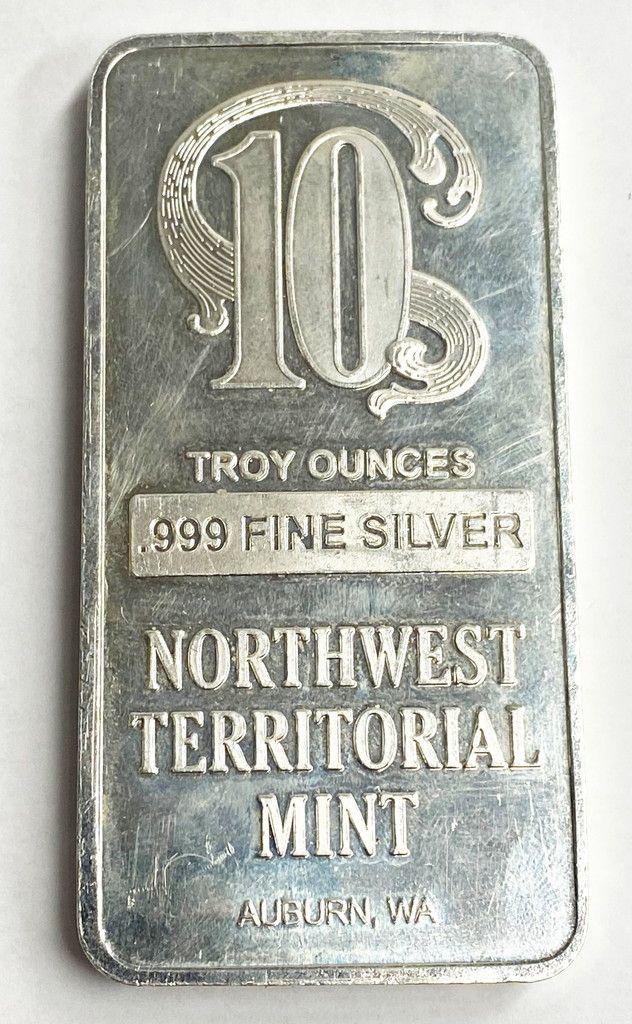 10
TROY OUNCES
.999 FINE SILVER
NORTHWEST
TERRITORIAL
MINT
AUBURN, WA